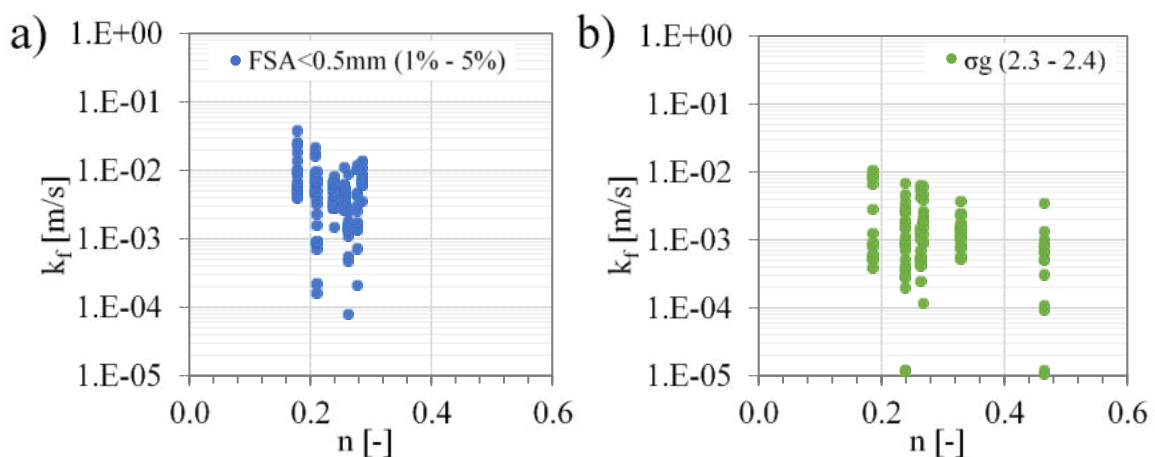 a)
1.E+00
1.E-01
1.E-02
1.E-03
1.E-04
1.E-05
kf [m/s]
FSA<0.5mm (1% - 5%)
0.0 0.2 0.4 0.6
n [-]
b)
1.E+00
1.E-01
1.E-02
1.E-03
1.E-04
1.E-05
kf [m/s]
σg (2.3 - 2.4)
0.0 0.2 0.4 0.6
n [-]